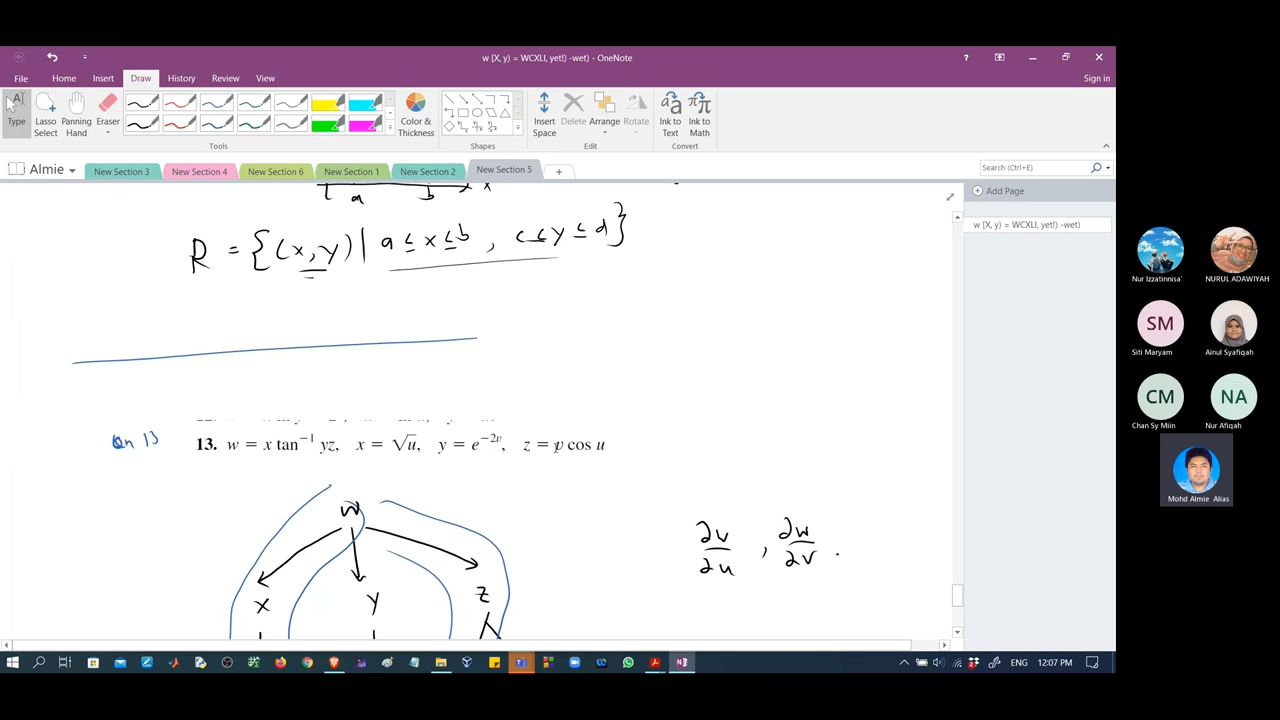 w [X, y) = WCXLI, yet!) -wet) - OneNote
?
File Home Insert Draw History Review View Sign in
Type Lasso Select Panning Hand Eraser Color & Thickness Insert Space Delete Arrange Rotate Ink to Text Ink to Math
Tools Shapes Edit Convert
Almie New Section 3 New Section 4 New Section 6 New Section 1 New Section 2 New Section 5 + Search (Ctrl+E)
Add Page
w [X, y) = WCXLI, yet!) -wet)
a b x
R = {(x,y) | a ≤ x ≤ b , c ≤ y ≤ d}
Qn 13
13. w = x tan⁻¹ yz, x = √u, y = e⁻²ᵛ, z = v cos u
w
∂w/∂u , ∂w/∂v .
x y z
Nur Izzatinnisa' NURUL ADAWIYAH
SM
Siti Maryam Ainul Syafiqah
CM NA
Chan Sy Miin Nur Afiqah
Mohd Almie Alias
ENG 12:07 PM